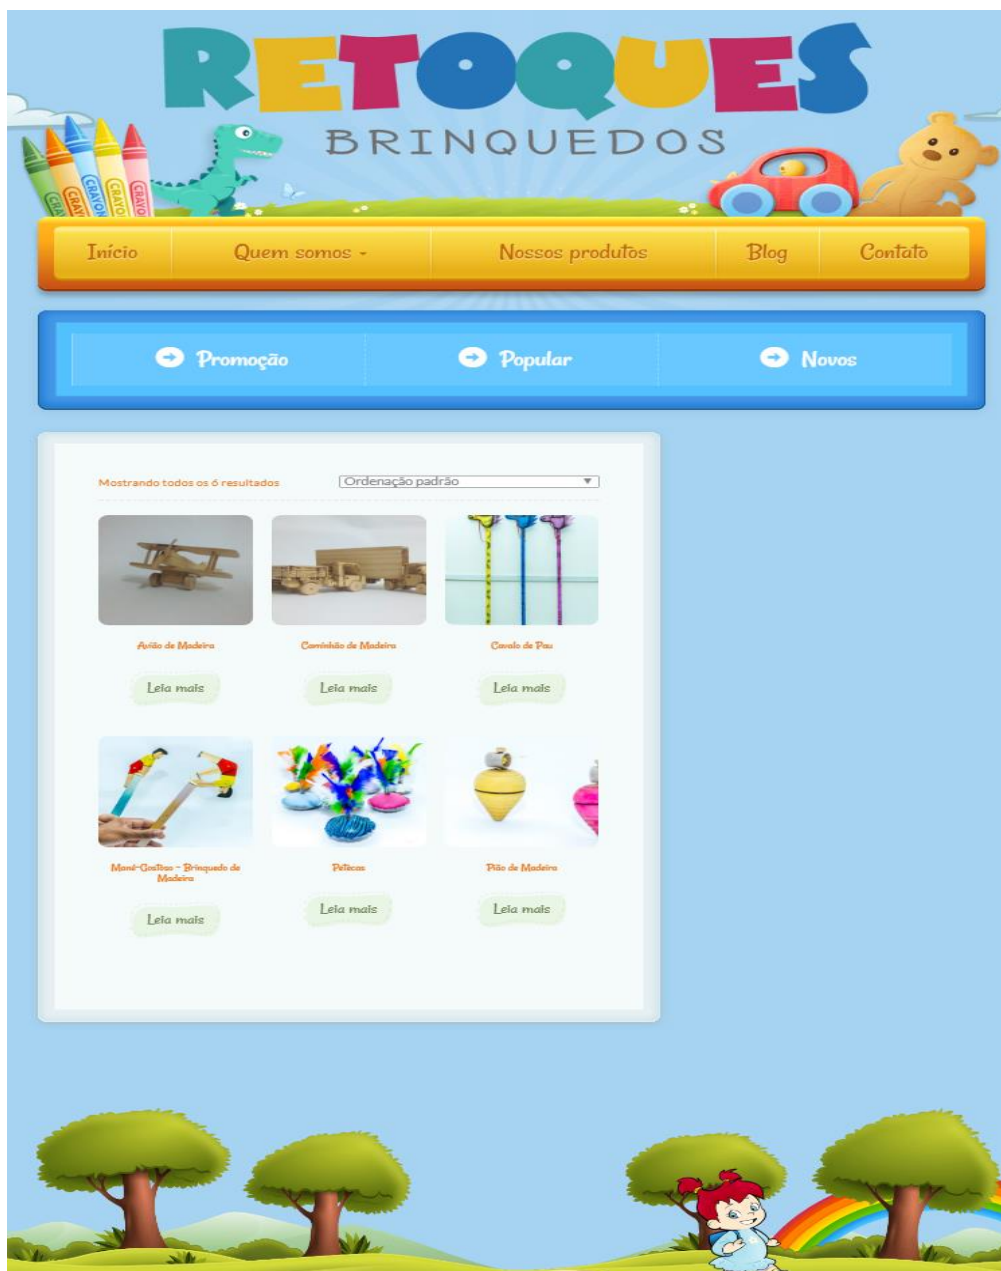 RETOQUES
BRINQUEDOS
CRAYON
CRAYON
CRAYON
CRAYON
CRAYON
Início Quem somos Nossos produtos Blog Contato
Promoção Popular Novos
Mostrando todos os 6 resultados Ordenação padrão
Avião de Madeira Caminhão de Madeira Cavalo de Pau
Leia mais Leia mais Leia mais
Mané-Gostoso - Brinquedo de Petecas Pião de Madeira
Madeira
Leia mais Leia mais Leia mais